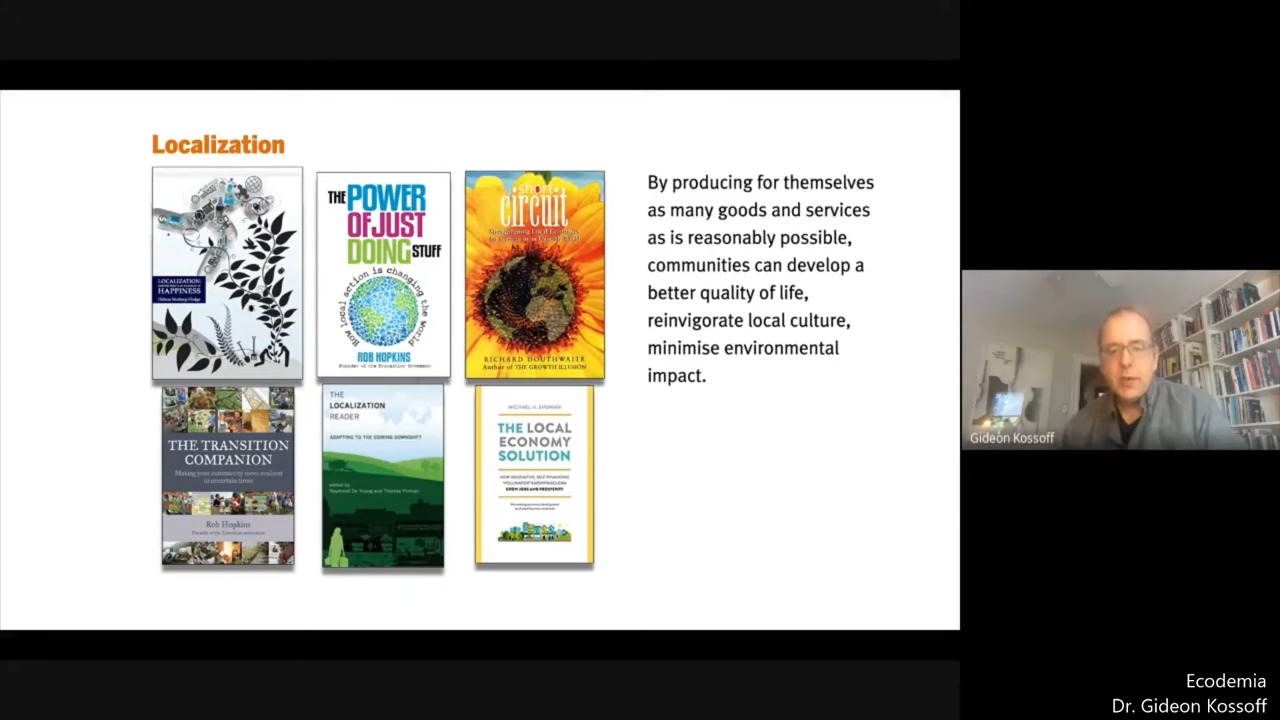 Localization
LOCALIZATION:
HAPPINESS
Helena Norberg-Hodge
THE POWER
OF JUST
DOING STUFF
How local action is changing the world
ROB HOPKINS
Founder of the Transition Movement
short
circuit
Strengthening Local Economies
RICHARD DOUTHWAITE
Author of THE GROWTH ILLUSION
THE TRANSITION
COMPANION
Making your community more resilient
in uncertain times
Rob Hopkins
Founder of the Transition movement
THE
LOCALIZATION
READER
ADAPTING TO THE COMING DOWNSHIFT
edited by
Raymond De Young and Thomas Princen
MICHAEL H. SHUMAN
THE LOCAL
ECONOMY
SOLUTION
HOW INNOVATIVE, SELF-FINANCING
"POLLINATOR" ENTERPRISES CAN
GROW JOBS AND PROSPERITY
By producing for themselves
as many goods and services
as is reasonably possible,
communities can develop a
better quality of life,
reinvigorate local culture,
minimise environmental
impact.
Gideon Kossoff
Ecodemia
Dr. Gideon Kossoff